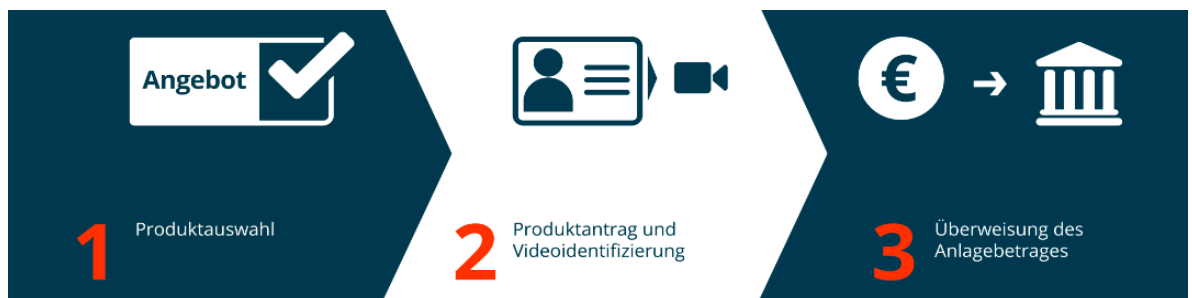 Angebot
€
1
Produktauswahl
2
Produktantrag und
Videoidentifizierung
3
Überweisung des
Anlagebetrages